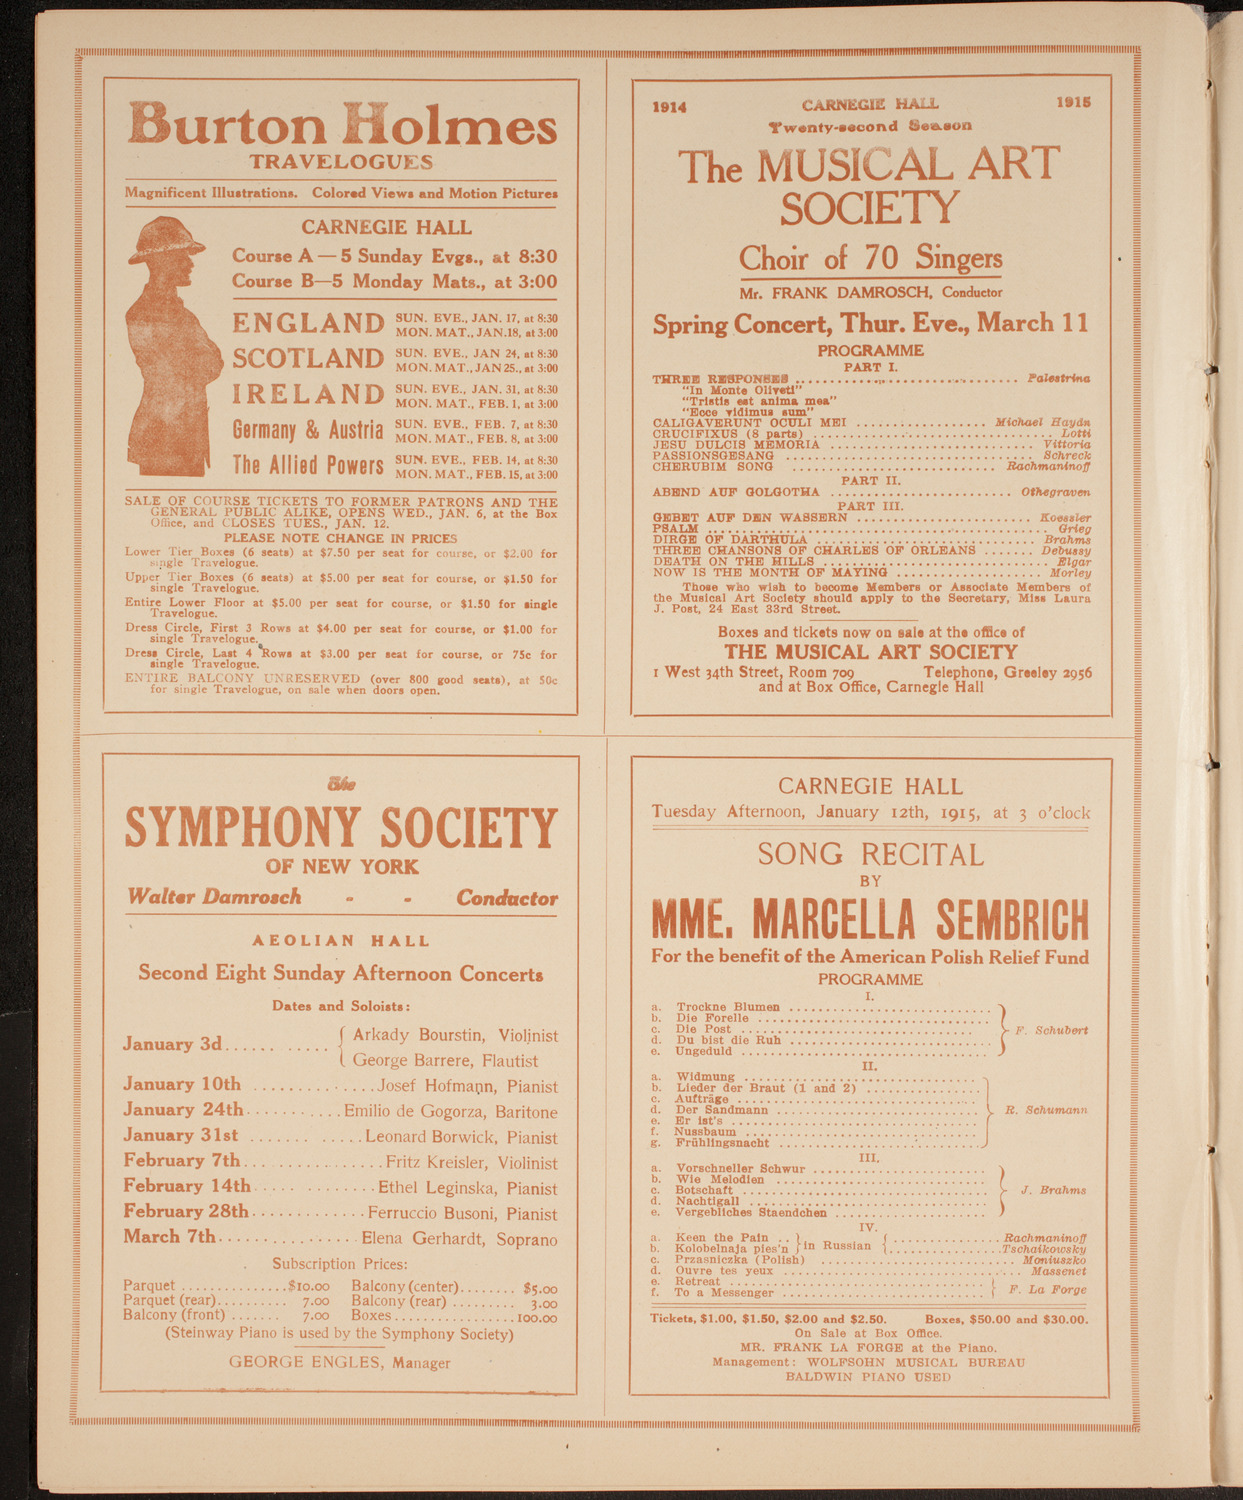 Burton Holmes
TRAVELOGUES
Magnificent Illustrations. Colored Views and Motion Pictures
CARNEGIE HALL
Course A — 5 Sunday Evgs., at 8:30
Course B—5 Monday Mats., at 3:00
ENGLAND SUN. EVE., JAN. 17, at 8:30
MON. MAT., JAN. 18, at 3:00
SCOTLAND SUN. EVE., JAN 24, at 8:30
MON. MAT., JAN 25., at 3:00
IRELAND SUN. EVE., JAN. 31, at 8:30
MON. MAT., FEB. 1, at 3:00
Germany & Austria SUN. EVE., FEB. 7, at 8:30
MON. MAT., FEB. 8, at 3:00
The Allied Powers SUN. EVE., FEB. 14, at 8:30
MON. MAT., FEB. 15, at 3:00
SALE OF COURSE TICKETS TO FORMER PATRONS AND THE
GENERAL PUBLIC ALIKE, OPENS WED., JAN. 6, at the Box
Office, and CLOSES TUES., JAN. 12.
PLEASE NOTE CHANGE IN PRICES
Lower Tier Boxes (6 seats) at $7.50 per seat for course, or $2.00 for
single Travelogue.
Upper Tier Boxes (6 seats) at $5.00 per seat for course, or $1.50 for
single Travelogue.
Entire Lower Floor at $5.00 per seat for course, or $1.50 for single
Travelogue.
Dress Circle, First 3 Rows at $4.00 per seat for course, or $1.00 for
single Travelogue.
Dress Circle, Last 4 Rows at $3.00 per seat for course, or 75c for
single Travelogue.
ENTIRE BALCONY UNRESERVED (over 800 good seats), at 50c
for single Travelogue, on sale when doors open.
1914 CARNEGIE HALL 1915
Twenty-second Season
The MUSICAL ART
SOCIETY
Choir of 70 Singers
Mr. FRANK DAMROSCH, Conductor
Spring Concert, Thur. Eve., March 11
PROGRAMME
PART I.
THREE RESPONSES .......... Palestrina
"In Monte Oliveti"
"Tristis est anima mea"
"Ecce vidimus eum"
CALIGAVERUNT OCULI MEI .......... Michael Haydn
CRUCIFIXUS (8 parts) .......... Lotti
JESU DULCIS MEMORIA .......... Vittoria
PASSIONSGESANG .......... Schreck
CHERUBIM SONG .......... Rachmaninoff
PART II.
ABEND AUF GOLGOTHA .......... Othegraven
PART III.
GEBET AUF DEN WASSERN .......... Koessler
PSALM .......... Grieg
DIRGE OF DARTHULA .......... Brahms
THREE CHANSONS OF CHARLES OF ORLEANS ....... Debussy
DEATH ON THE HILLS .......... Elgar
NOW IS THE MONTH OF MAYING .......... Morley
Those who wish to become Members or Associate Members of
the Musical Art Society should apply to the Secretary, Miss Laura
J. Post, 24 East 33rd Street.
Boxes and tickets now on sale at the office of
THE MUSICAL ART SOCIETY
1 West 34th Street, Room 709 Telephone, Greeley 2956
and at Box Office, Carnegie Hall
The
SYMPHONY SOCIETY
OF NEW YORK
Walter Damrosch - - Conductor
AEOLIAN HALL
Second Eight Sunday Afternoon Concerts
Dates and Soloists:
January 3d .......... { Arkady Bourstin, Violinist
George Barrere, Flautist
January 10th .......... Josef Hofmann, Pianist
January 24th .......... Emilio de Gogorza, Baritone
January 31st .......... Leonard Borwick, Pianist
February 7th .......... Fritz Kreisler, Violinist
February 14th .......... Ethel Leginska, Pianist
February 28th .......... Ferruccio Busoni, Pianist
March 7th .......... Elena Gerhardt, Soprano
Subscription Prices:
Parquet .......... $10.00 Balcony (center) ........ $5.00
Parquet (rear) .......... 7.00 Balcony (rear) ......... 3.00
Balcony (front) ....... 7.00 Boxes .......... 100.00
(Steinway Piano is used by the Symphony Society)
GEORGE ENGLES, Manager
CARNEGIE HALL
Tuesday Afternoon, January 12th, 1915, at 3 o'clock
SONG RECITAL
BY
MME. MARCELLA SEMBRICH
For the benefit of the American Polish Relief Fund
PROGRAMME
I.
a. Trockne Blumen ..........
b. Die Forelle ..........
c. Die Post .......... } F. Schubert
d. Du bist die Ruh ..........
e. Ungeduld ..........
II.
a. Widmung ..........
b. Lieder der Braut (1 and 2) ..........
c. Aufträge ..........
d. Der Sandmann .......... } R. Schumann
e. Er ist's ..........
f. Nussbaum ..........
g. Frühlingsnacht ..........
III.
a. Vorschneller Schwur ..........
b. Wie Melodien ..........
c. Botschaft .......... } J. Brahms
d. Nachtigall ..........
e. Vergebliches Staendchen ..........
IV.
a. Keen the Pain .. } in Russian { .......... Rachmaninoff
b. Kolobelnaja pies'n .......... Tschaikowsky
c. Przasniczka (Polish) .......... Moniuszko
d. Ouvre tes yeux .......... Massenet
e. Retreat .......... } F. La Forge
f. To a Messenger ..........
Tickets, $1.00, $1.50, $2.00 and $2.50. Boxes, $50.00 and $30.00.
On Sale at Box Office.
MR. FRANK LA FORGE at the Piano.
Management: WOLFSOHN MUSICAL BUREAU
BALDWIN PIANO USED